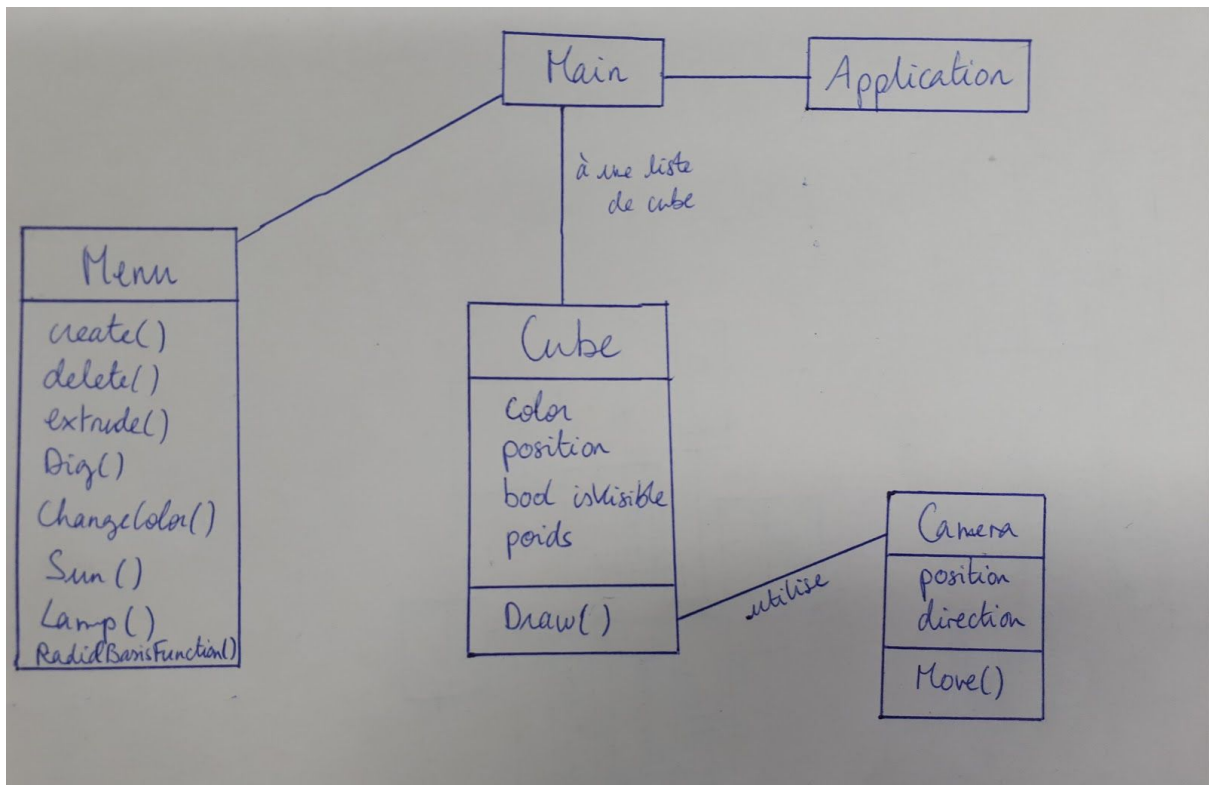 Main
Application
à une liste
de cube
Menu
create()
delete()
extrude()
Dig()
ChangeColor()
Sun()
Lamp()
RadialBasisFunction()
Cube
Color
position
bool isVisible
poids
Draw()
utilise
Camera
position
direction
Move()